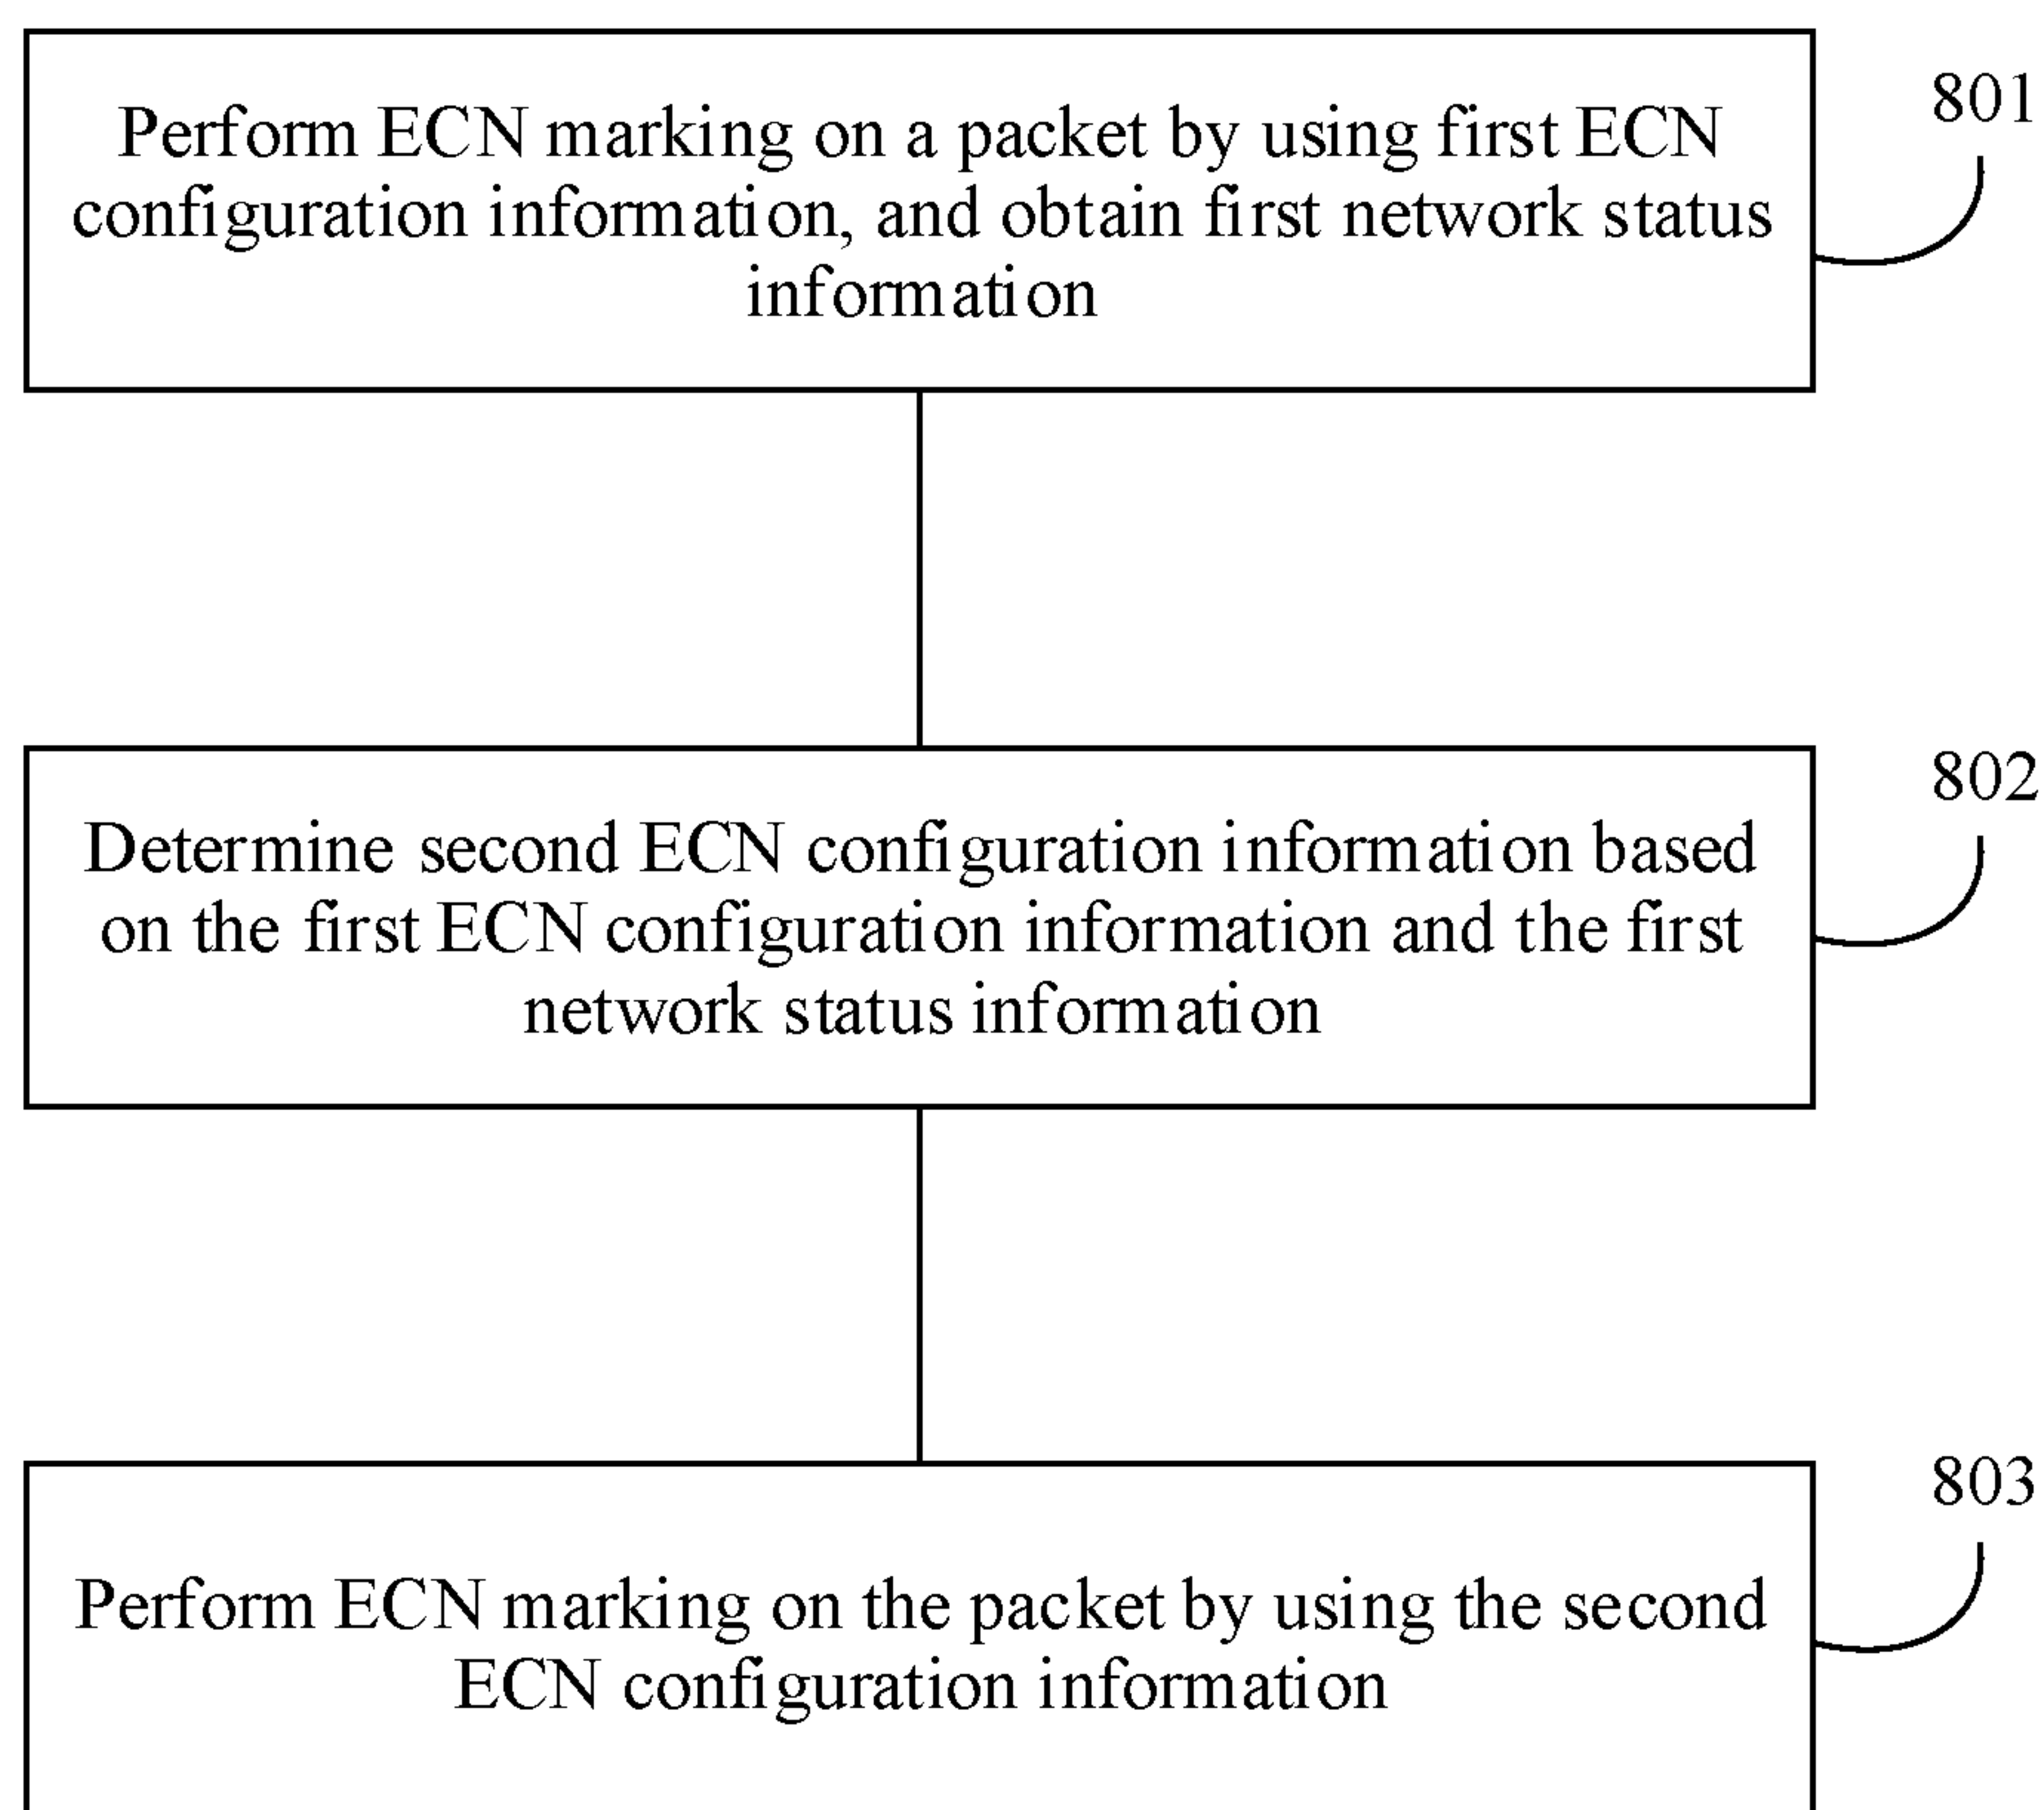 Perform ECN marking on a packet by using first ECN
configuration information, and obtain first network status
information
801
Determine second ECN configuration information based
on the first ECN configuration information and the first
network status information
802
Perform ECN marking on the packet by using the second
ECN configuration information
803